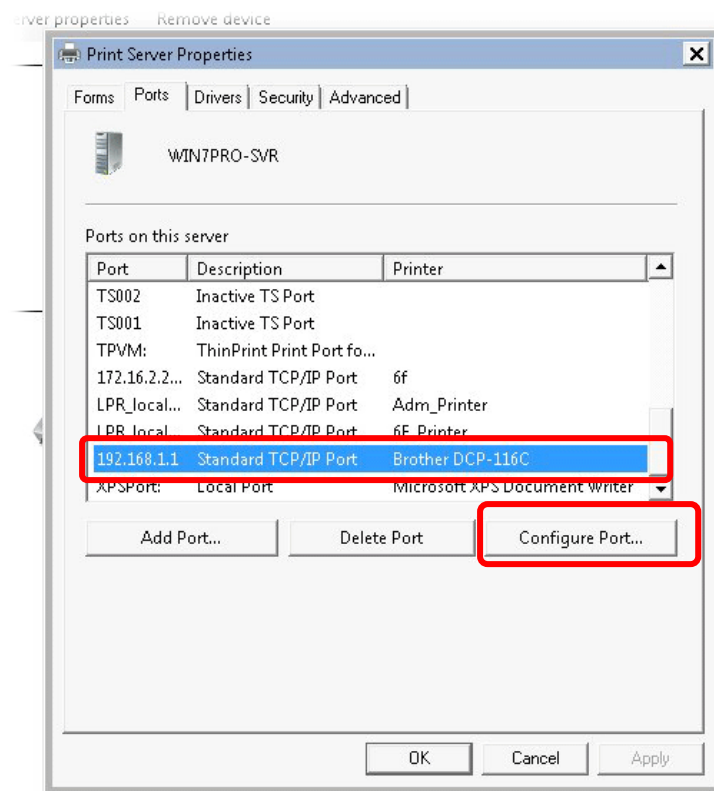 erver properties Remove device
Print Server Properties
Forms Ports Drivers Security Advanced
WIN7PRO-SVR
Ports on this server
Port Description Printer
TS002 Inactive TS Port
TS001 Inactive TS Port
TPVM: ThinPrint Print Port fo...
172.16.2.2... Standard TCP/IP Port 6f
LPR_local... Standard TCP/IP Port Adm_Printer
LPR_local... Standard TCP/IP Port 6F_Printer
192.168.1.1 Standard TCP/IP Port Brother DCP-116C
XPSPort: Local Port Microsoft XPS Document Writer
Add Port... Delete Port Configure Port...
OK Cancel Apply